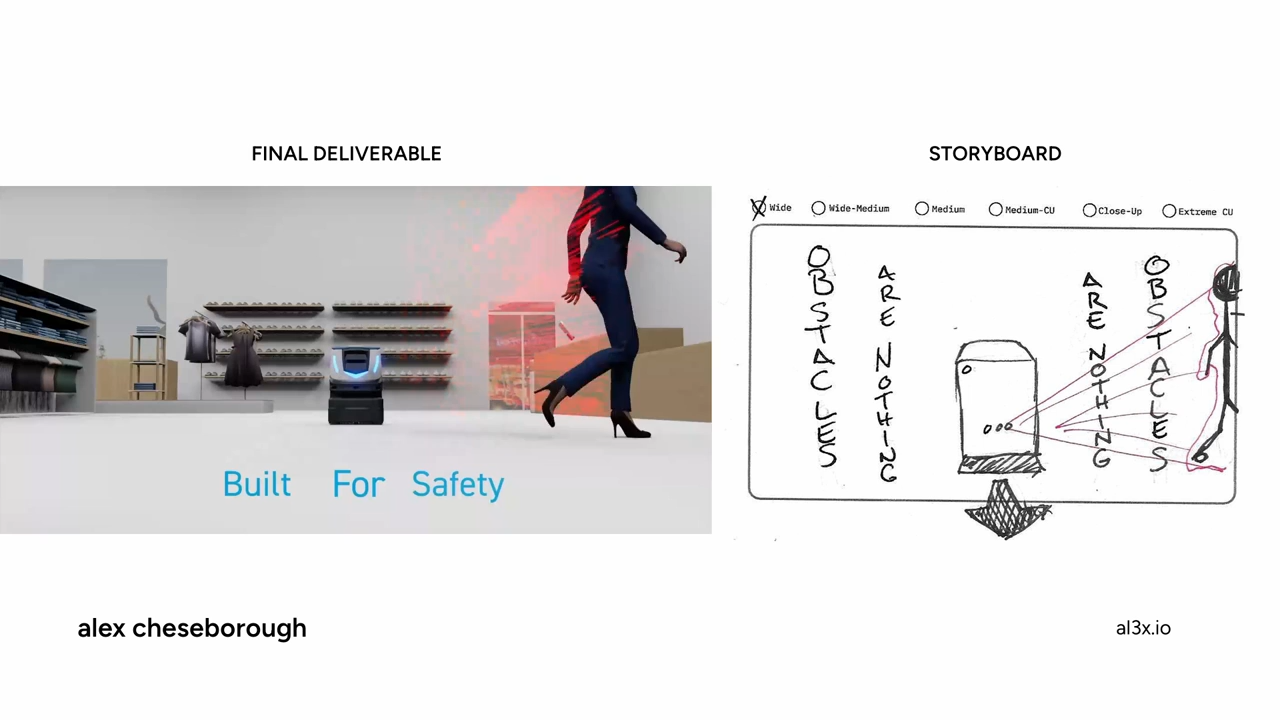 FINAL DELIVERABLE
STORYBOARD
Wide
Wide-Medium
Medium
Medium-CU
Close-Up
Extreme CU
OBSTACLES
ARE NOTHING
ARE NOTHING
OBSTACLES
Built For Safety
alex cheseborough
al3x.io